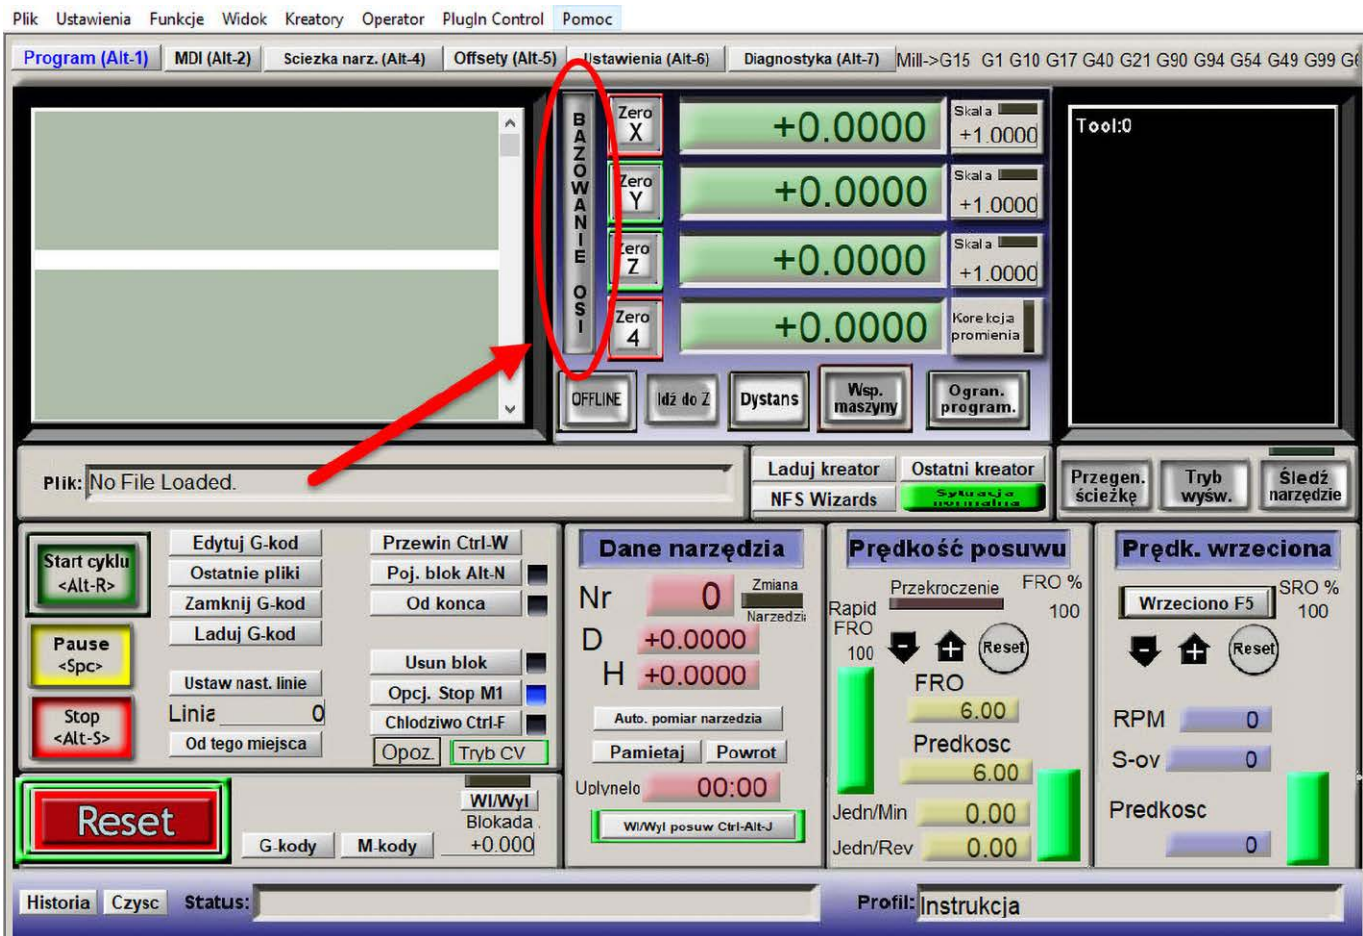 Plik Ustawienia Funkcje Widok Kreatory Operator PlugIn Control Pomoc
Program (Alt-1) MDI (Alt-2) Sciezka narz. (Alt-4) Offsety (Alt-5) Ustawienia (Alt-6) Diagnostyka (Alt-7) Mill->G15 G1 G10 G17 G40 G21 G90 G94 G54 G49 G99
BAZOWANIE OSI
Zero X +0.0000 Skala +1.0000
Zero Y +0.0000 Skala +1.0000
Zero Z +0.0000 Skala +1.0000
Zero 4 +0.0000 Korekcja promienia
OFFLINE Idź do Z Dystans Wsp. maszyny Ogran. program.
Tool:0
Plik: No File Loaded.
Laduj kreator Ostatni kreator
NFS Wizards Sytuacja normalna
Przegen. ścieżkę Tryb wyśw. Śledź narzędzie
Start cyklu <Alt-R>
Pause <Spc>
Stop <Alt-S>
Edytuj G-kod
Ostatnie pliki
Zamknij G-kod
Laduj G-kod
Ustaw nast. linie
Linia 0
Od tego miejsca
Przewin Ctrl-W
Poj. blok Alt-N
Od konca
Usun blok
Opcj. Stop M1
Chlodziwo Ctrl-F
Opoz. Tryb CV
Reset
G-kody M-kody
Wl/Wyl
Blokada .
+0.000
Dane narzędzia
Nr 0 Zmiana Narzedzi
D +0.0000
H +0.0000
Auto. pomiar narzedzia
Pamietaj Powrot
Uplynelo 00:00
Wl/Wyl posuw Ctrl-Alt-J
Prędkość posuwu
Przekroczenie FRO %
100
Rapid
FRO
100
Reset
FRO
6.00
Predkosc
6.00
Jedn/Min 0.00
Jedn/Rev 0.00
Prędk. wrzeciona
Wrzeciono F5 SRO %
100
Reset
RPM 0
S-ov 0
Predkosc
0
Historia Czysc Status:
Profil: Instrukcja